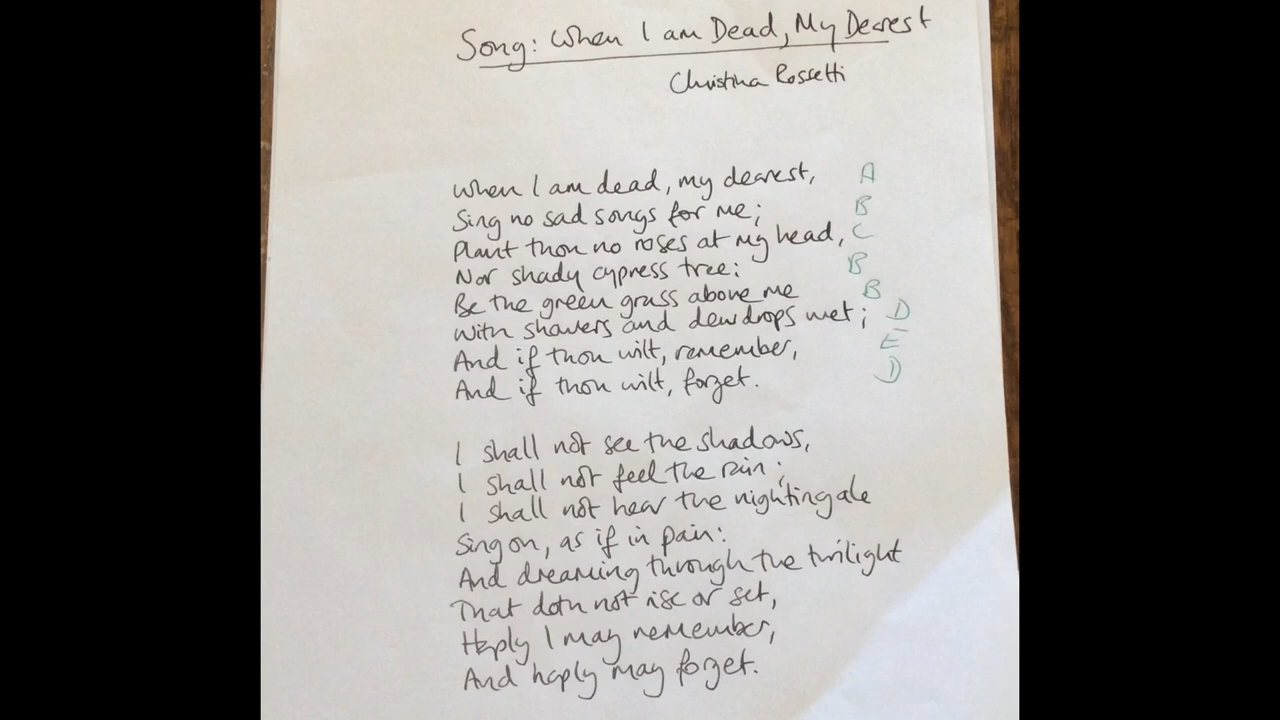 Song: When I am Dead, My Dearest
Christina Rossetti
When I am dead, my dearest, A
Sing no sad songs for me; B
Plant thou no roses at my head, C
Nor shady cypress tree: B
Be the green grass above me B
With showers and dewdrops wet; D
And if thou wilt, remember, E
And if thou wilt, forget. D
I shall not see the shadows,
I shall not feel the rain;
I shall not hear the nightingale
Sing on, as if in pain:
And dreaming through the twilight
That doth not rise or set,
Haply I may remember,
And haply may forget.